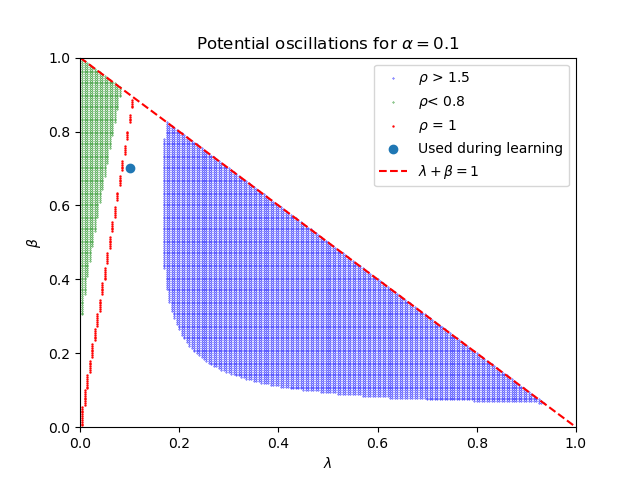 Potential oscillations for α = 0.1
1.0
0.8
0.6
0.4
0.2
0.0
β
0.0 0.2 0.4 0.6 0.8 1.0
λ
ρ > 1.5
ρ< 0.8
ρ = 1
Used during learning
λ + β = 1